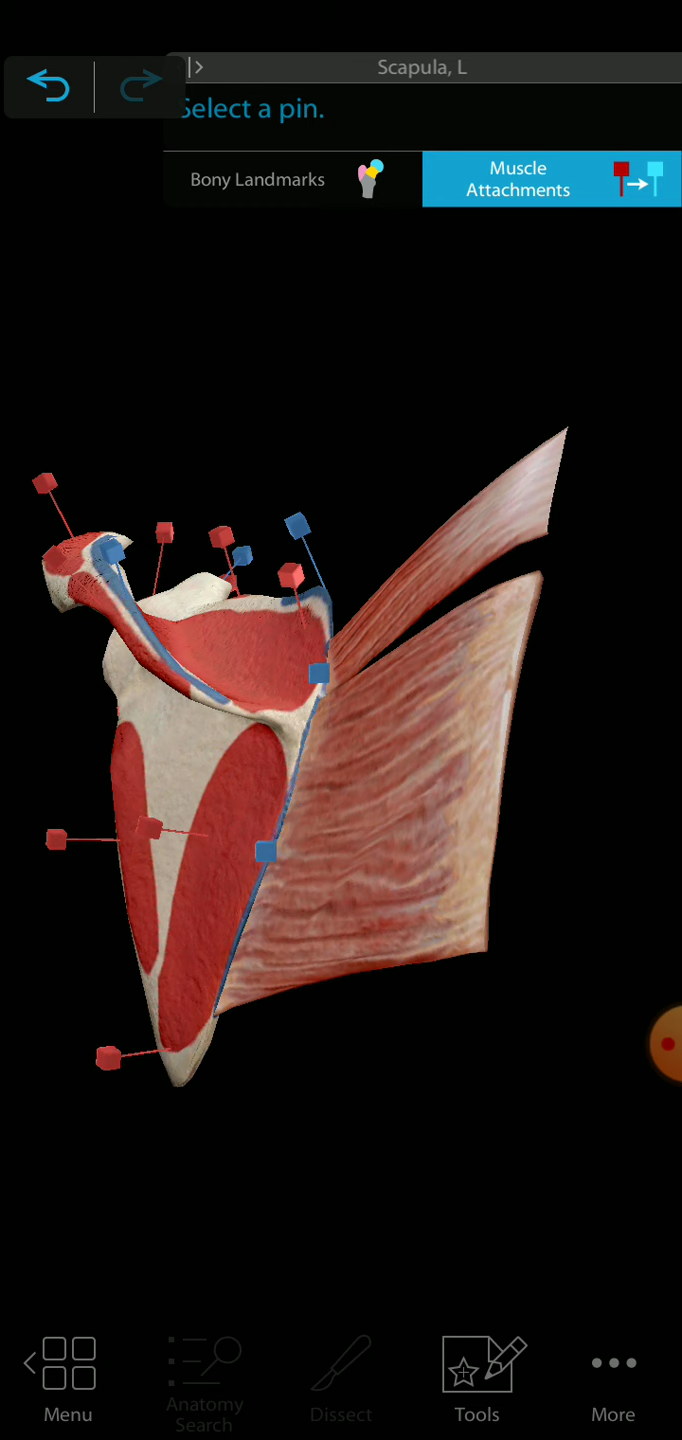 Scapula, L
Select a pin.
Bony Landmarks
Muscle
Attachments
Menu
Anatomy
Search
Dissect
Tools
More